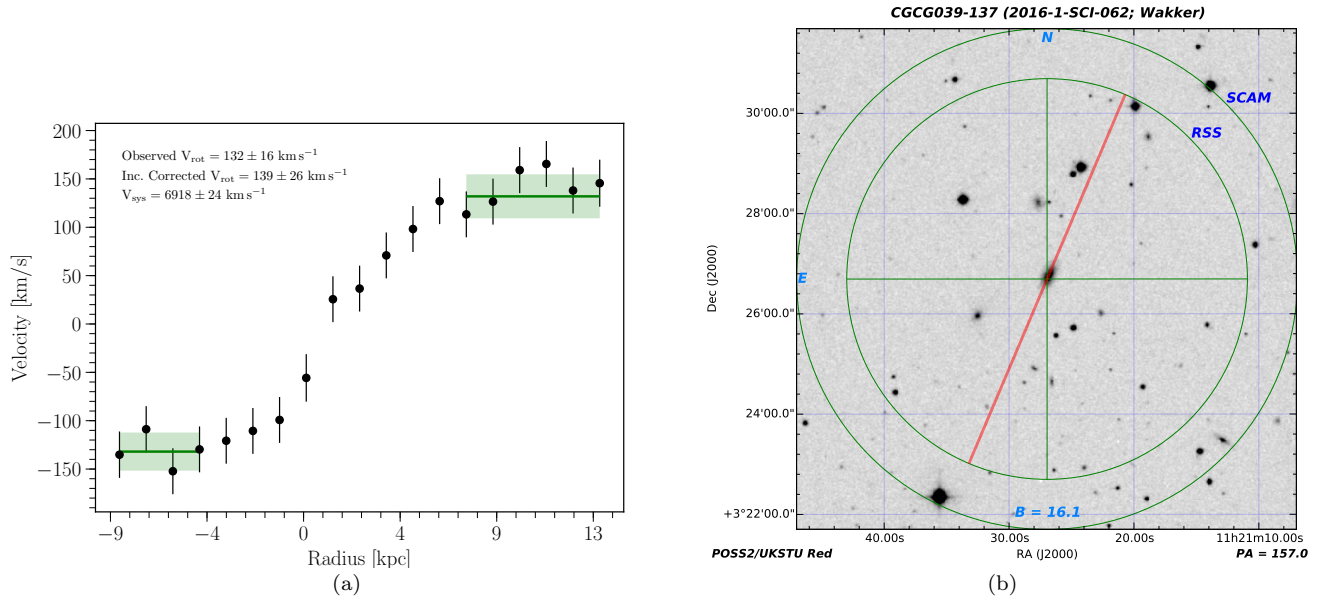 CGCG039-137 (2016-1-SCI-062; Wakker)
Observed V_rot = 132 ± 16 km s⁻¹
Inc. Corrected V_rot = 139 ± 26 km s⁻¹
V_sys = 6918 ± 24 km s⁻¹
200
150
100
50
0
−50
−100
−150
Velocity [km/s]
−9
−4
0
4
9
13
Radius [kpc]
(a)
N
SCAM
RSS
E
B = 16.1
30'00.0"
28'00.0"
26'00.0"
24'00.0"
+3°22'00.0"
Dec (J2000)
40.00s
30.00s
20.00s
11h21m10.00s
POSS2/UKSTU Red
RA (J2000)
PA = 157.0
(b)